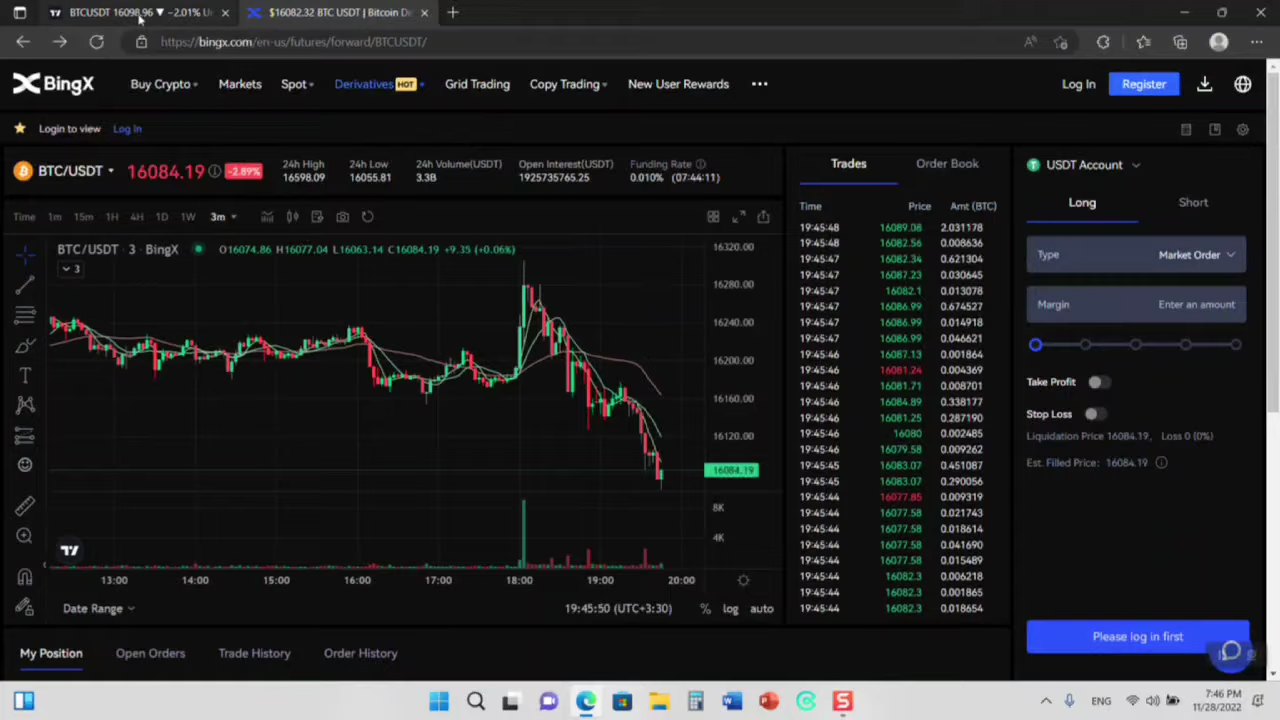 BTCUSDT 16098.96 ▼ −2.01% Un
$16082.32 BTC USDT | Bitcoin De
https://bingx.com/en-us/futures/forward/BTCUSDT/
BingX
Buy Crypto
Markets
Spot
Derivatives HOT
Grid Trading
Copy Trading
New User Rewards
Log In
Register
Login to view Log In
BTC/USDT
16084.19
-2.89%
24h High
16598.09
24h Low
16055.81
24h Volume(USDT)
3.3B
Open Interest(USDT)
1925735765.25
Funding Rate
0.010% (07:44:11)
Time 1m 15m 1H 4H 1D 1W 3m
BTC/USDT · 3 · BingX O16074.86 H16077.04 L16063.14 C16084.19 +9.35 (+0.06%)
3
16320.00
16280.00
16240.00
16200.00
16160.00
16120.00
16084.19
8K
4K
13:00 14:00 15:00 16:00 17:00 18:00 19:00 20:00
Date Range
19:45:50 (UTC+3:30) % log auto
Trades Order Book
Time Price Amt (BTC)
19:45:48 16089.08 2.031178
19:45:48 16082.56 0.008636
19:45:47 16082.34 0.621304
19:45:47 16087.23 0.030645
19:45:47 16082.1 0.013078
19:45:47 16086.99 0.674527
19:45:47 16086.99 0.014918
19:45:47 16086.99 0.046621
19:45:46 16087.13 0.001864
19:45:46 16081.24 0.004369
19:45:46 16081.71 0.008701
19:45:46 16084.89 0.338177
19:45:46 16081.25 0.287190
19:45:46 16080 0.002485
19:45:46 16079.58 0.009262
19:45:45 16083.07 0.451087
19:45:45 16083.07 0.290056
19:45:44 16077.85 0.009319
19:45:44 16077.58 0.021743
19:45:44 16077.58 0.018614
19:45:44 16077.58 0.041690
19:45:44 16077.58 0.015489
19:45:44 16082.3 0.006218
19:45:44 16082.3 0.001865
19:45:44 16082.3 0.018654
USDT Account
Long Short
Type Market Order
Margin Enter an amount
Take Profit
Stop Loss
Liquidation Price 16084.19, Loss 0 (0%)
Est. Filled Price: 16084.19
Please log in first
My Position Open Orders Trade History Order History
ENG
7:46 PM
11/28/2022